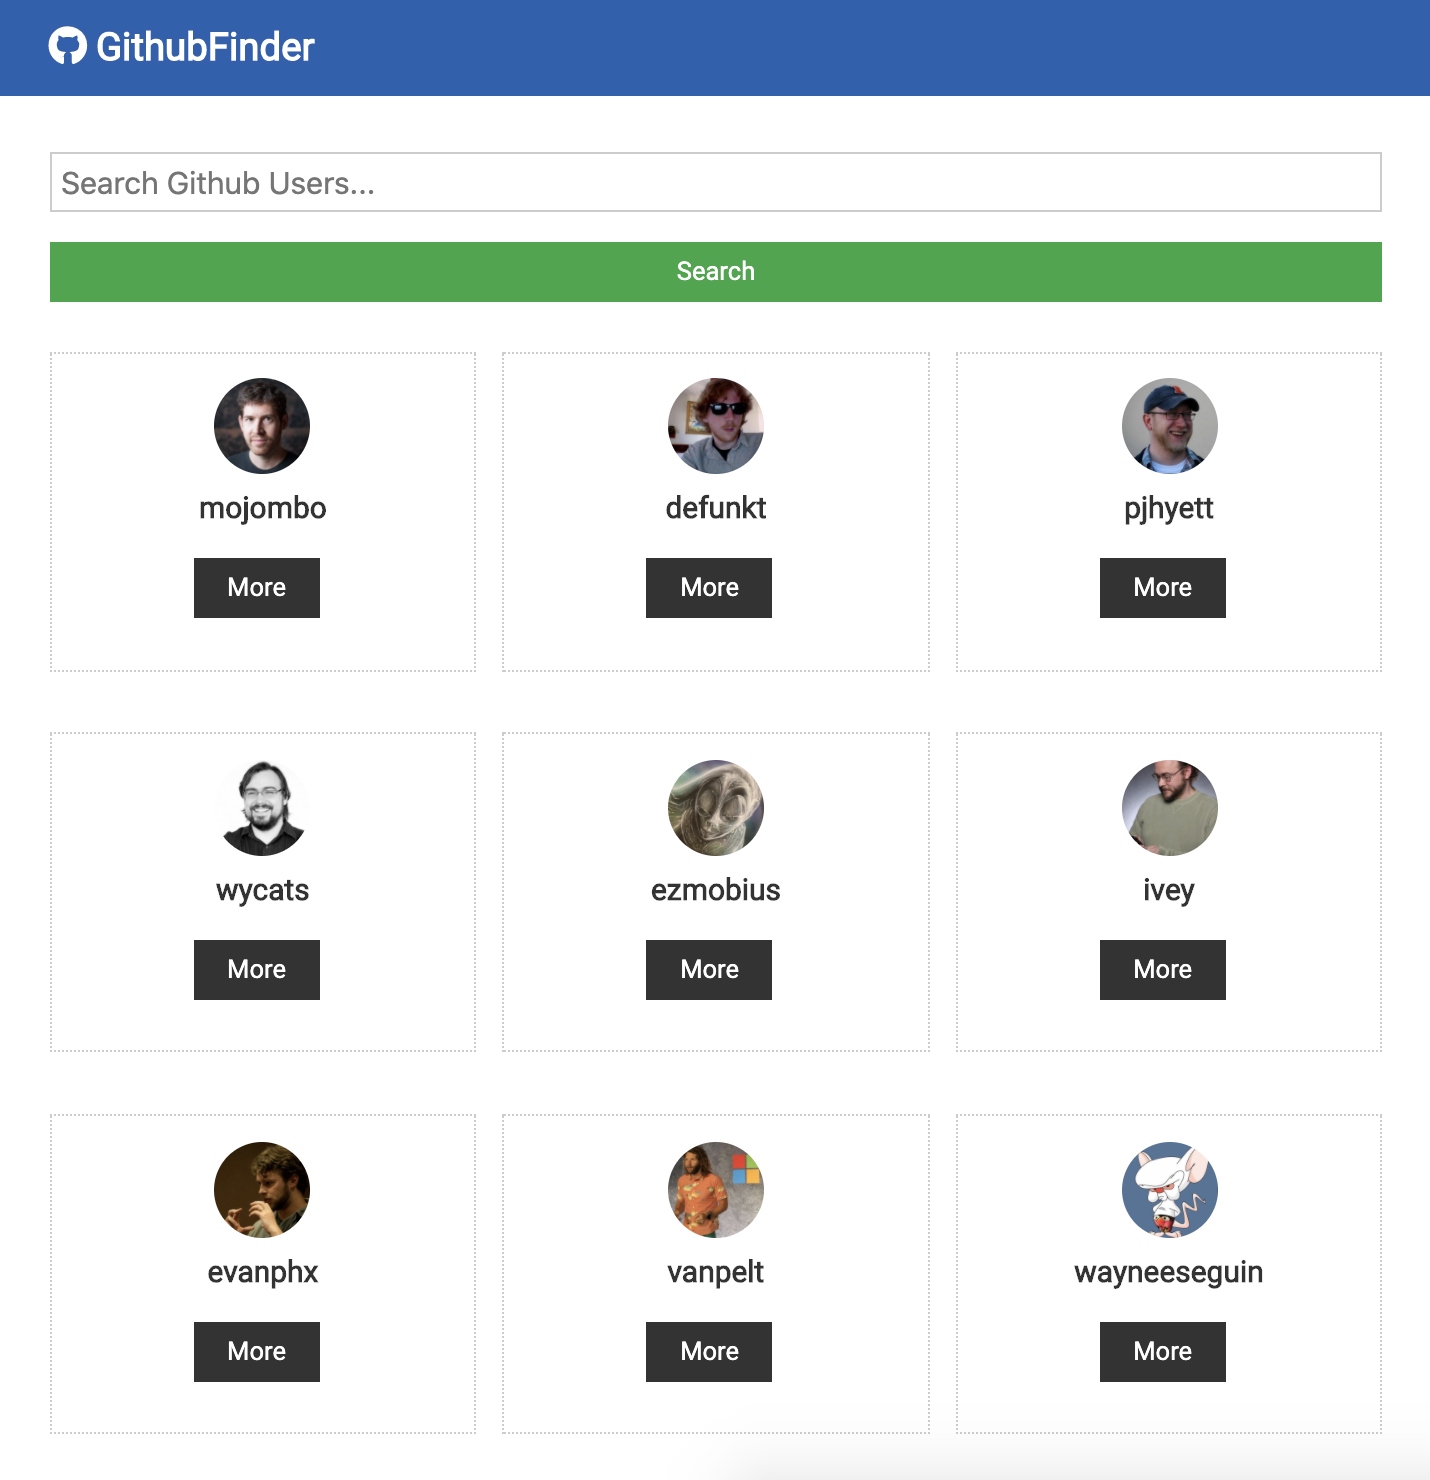 GithubFinder
Search Github Users...
Search
mojombo
defunkt
pjhyett
More
More
More
wycats
ezmobius
ivey
More
More
More
evanphx
vanpelt
wayneeseguin
More
More
More